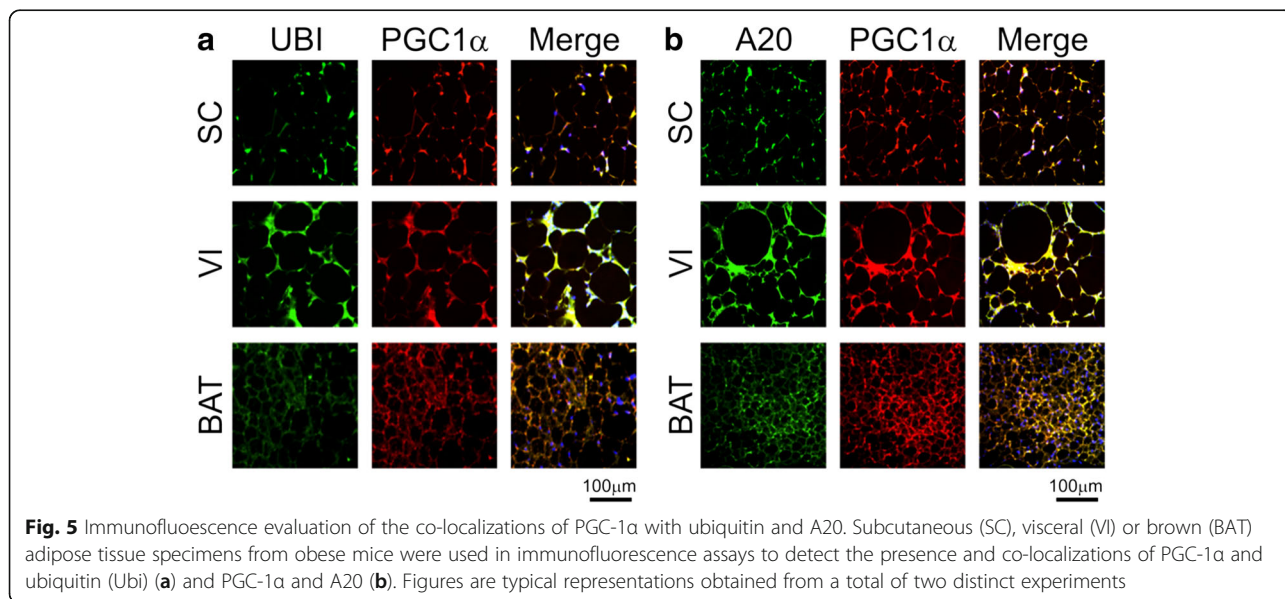 a UBI PGC1α Merge b A20 PGC1α Merge
SC
VI
BAT
100μm 100μm
Fig. 5 Immunofluoescence evaluation of the co-localizations of PGC-1α with ubiquitin and A20. Subcutaneous (SC), visceral (VI) or brown (BAT)
adipose tissue specimens from obese mice were used in immunofluorescence assays to detect the presence and co-localizations of PGC-1α and
ubiquitin (Ubi) (a) and PGC-1α and A20 (b). Figures are typical representations obtained from a total of two distinct experiments
SC
VI
BAT